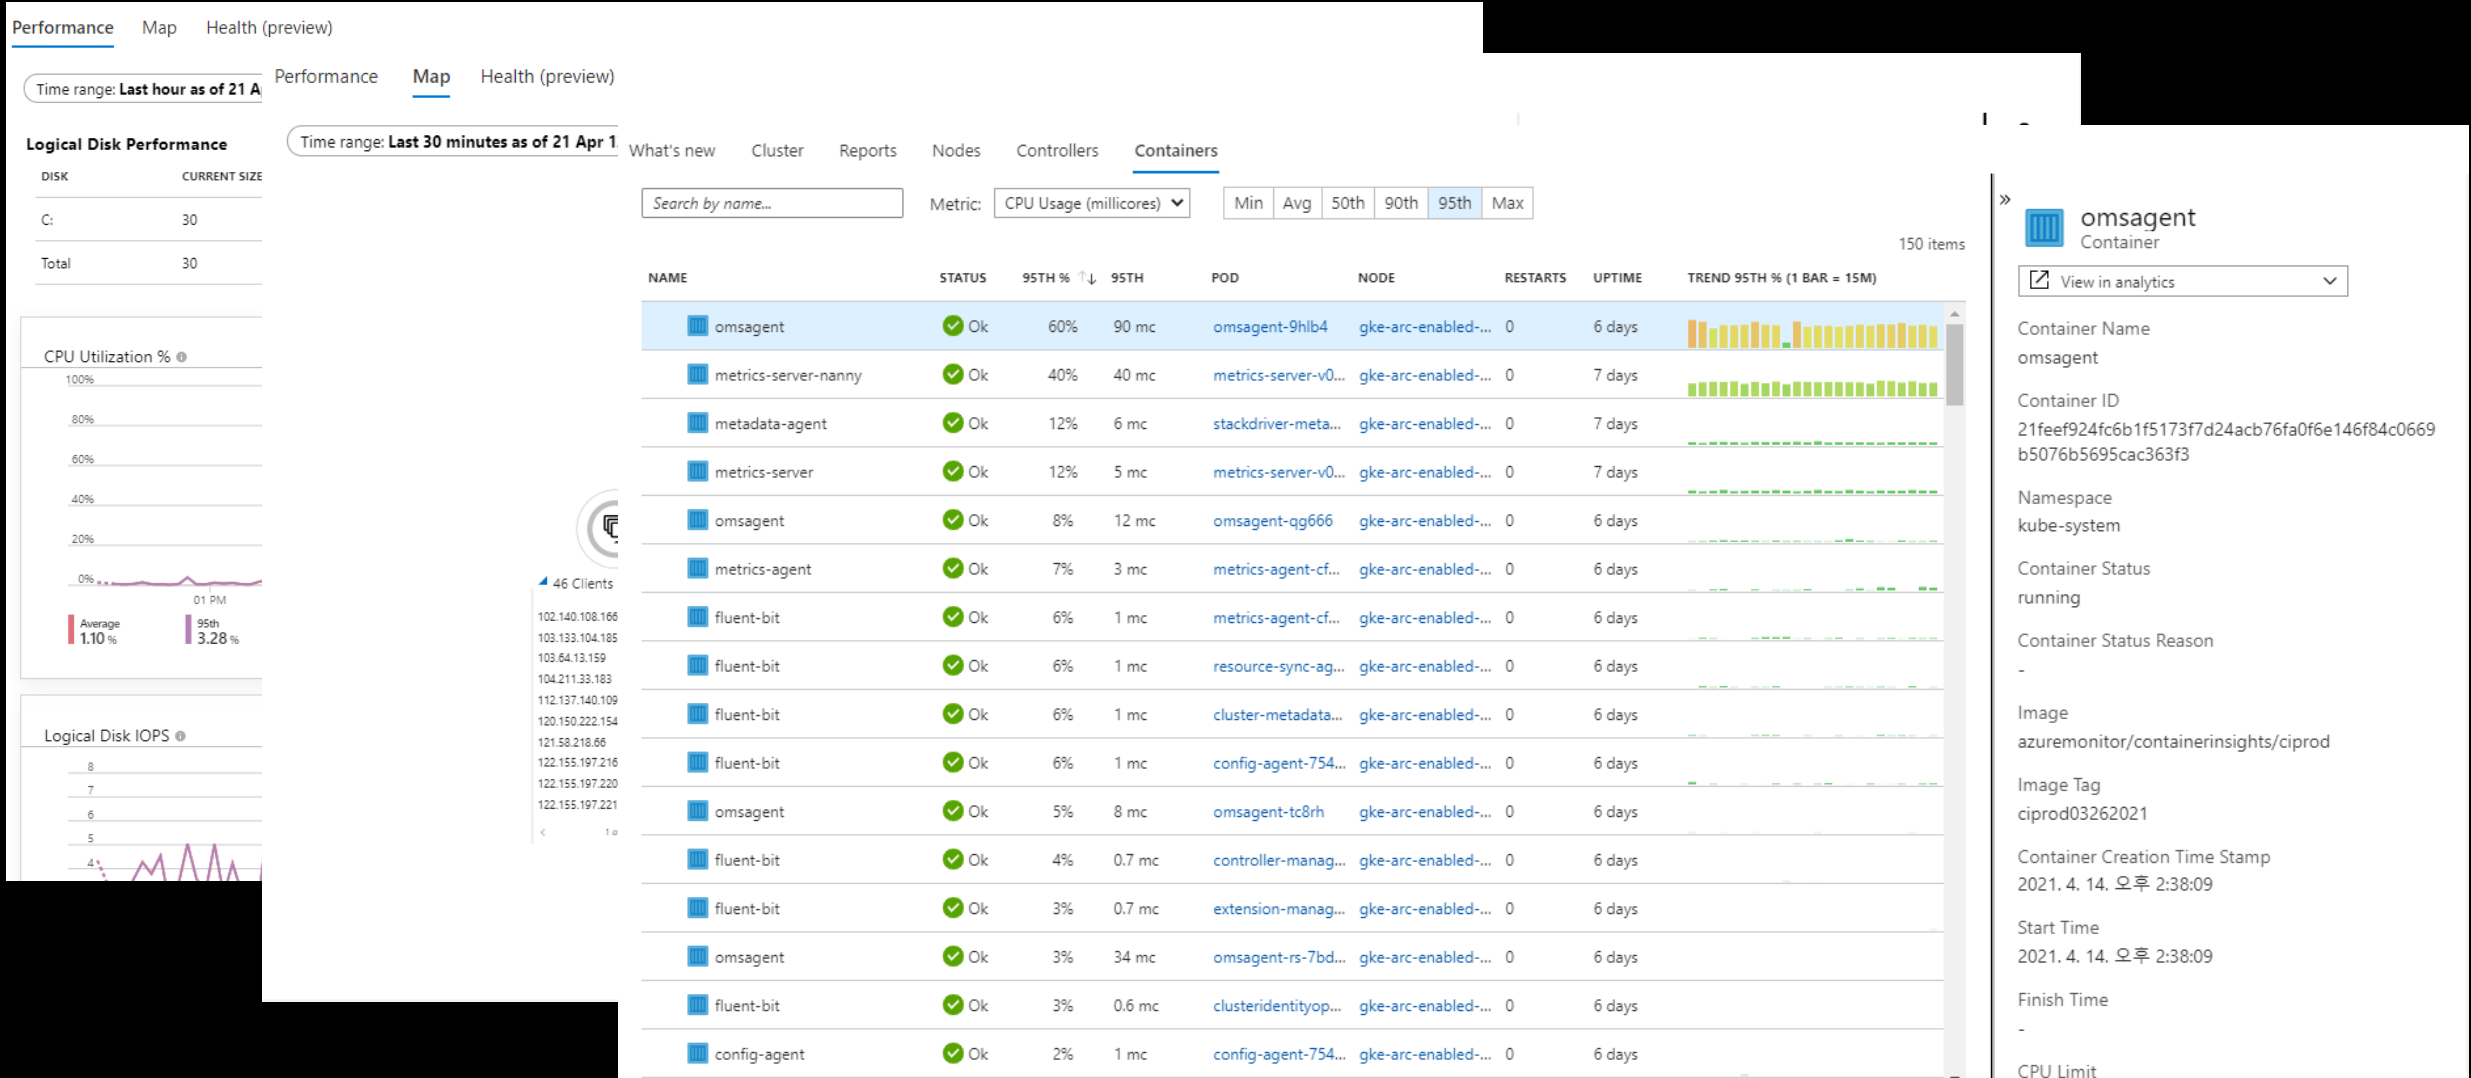 Performance Map Health (preview)
Time range: Last hour as of 21 A
Logical Disk Performance
DISK CURRENT SIZE
C: 30
Total 30
CPU Utilization %
100%
80%
60%
40%
20%
0%
01 PM
Average 95th
1.10 % 3.28 %
Logical Disk IOPS
8
7
6
5
4
Performance Map Health (preview)
Time range: Last 30 minutes as of 21 Apr 1
46 Clients
102.140.108.166
103.133.104.185
103.64.13.159
104.211.33.183
112.137.140.109
120.150.222.154
121.58.218.66
122.155.197.216
122.155.197.220
122.155.197.221
What's new Cluster Reports Nodes Controllers Containers
Search by name... Metric: CPU Usage (millicores) Min Avg 50th 90th 95th Max
150 items
NAME STATUS 95TH % 95TH POD NODE RESTARTS UPTIME TREND 95TH % (1 BAR = 15M)
omsagent Ok 60% 90 mc omsagent-9hlb4 gke-arc-enabled-... 0 6 days
metrics-server-nanny Ok 40% 40 mc metrics-server-v0... gke-arc-enabled-... 0 7 days
metadata-agent Ok 12% 6 mc stackdriver-meta... gke-arc-enabled-... 0 7 days
metrics-server Ok 12% 5 mc metrics-server-v0... gke-arc-enabled-... 0 7 days
omsagent Ok 8% 12 mc omsagent-qg666 gke-arc-enabled-... 0 6 days
metrics-agent Ok 7% 3 mc metrics-agent-cf... gke-arc-enabled-... 0 6 days
fluent-bit Ok 6% 1 mc metrics-agent-cf... gke-arc-enabled-... 0 6 days
fluent-bit Ok 6% 1 mc resource-sync-ag... gke-arc-enabled-... 0 6 days
fluent-bit Ok 6% 1 mc cluster-metadata... gke-arc-enabled-... 0 6 days
fluent-bit Ok 6% 1 mc config-agent-754... gke-arc-enabled-... 0 6 days
omsagent Ok 5% 8 mc omsagent-tc8rh gke-arc-enabled-... 0 6 days
fluent-bit Ok 4% 0.7 mc controller-manag... gke-arc-enabled-... 0 6 days
fluent-bit Ok 3% 0.7 mc extension-manag... gke-arc-enabled-... 0 6 days
omsagent Ok 3% 34 mc omsagent-rs-7bd... gke-arc-enabled-... 0 6 days
fluent-bit Ok 3% 0.6 mc clusteridentityop... gke-arc-enabled-... 0 6 days
config-agent Ok 2% 1 mc config-agent-754... gke-arc-enabled-... 0 6 days
omsagent
Container
View in analytics
Container Name
omsagent
Container ID
21feef924fc6b1f5173f7d24acb76fa0f6e146f84c0669
b5076b5695cac363f3
Namespace
kube-system
Container Status
running
Container Status Reason
-
Image
azuremonitor/containerinsights/ciprod
Image Tag
ciprod03262021
Container Creation Time Stamp
2021. 4. 14. 오후 2:38:09
Start Time
2021. 4. 14. 오후 2:38:09
Finish Time
-
CPU Limit